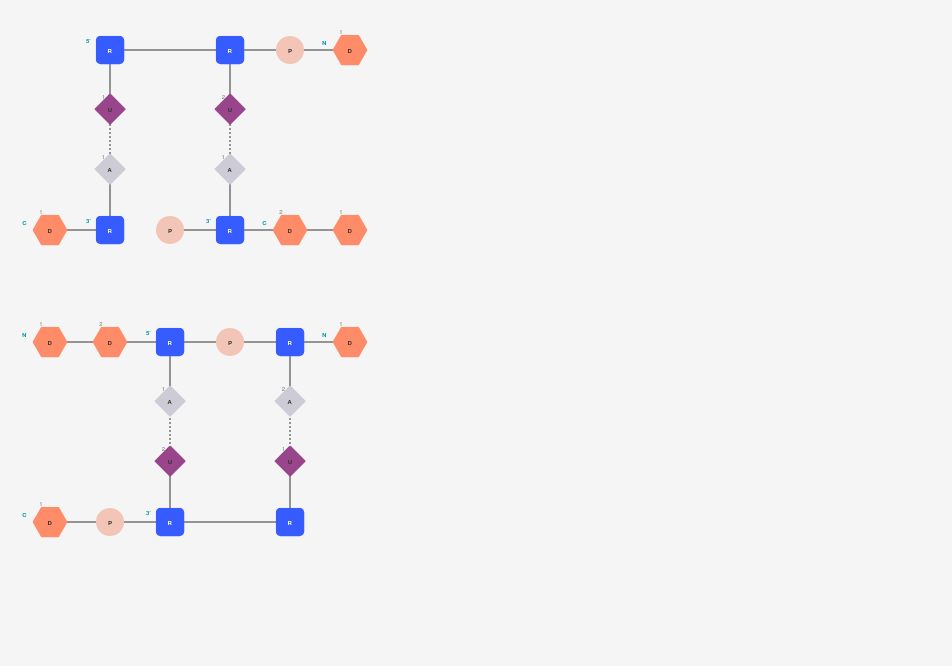 1
5' R R P N D
1 U 2 U
1 A 1 A
1 2 1
C D 3' R P 3' R C D D
1 2 1
N D D 5' R P R N D
1 A 2 A
2 U 1 U
1
C D P 3' R R